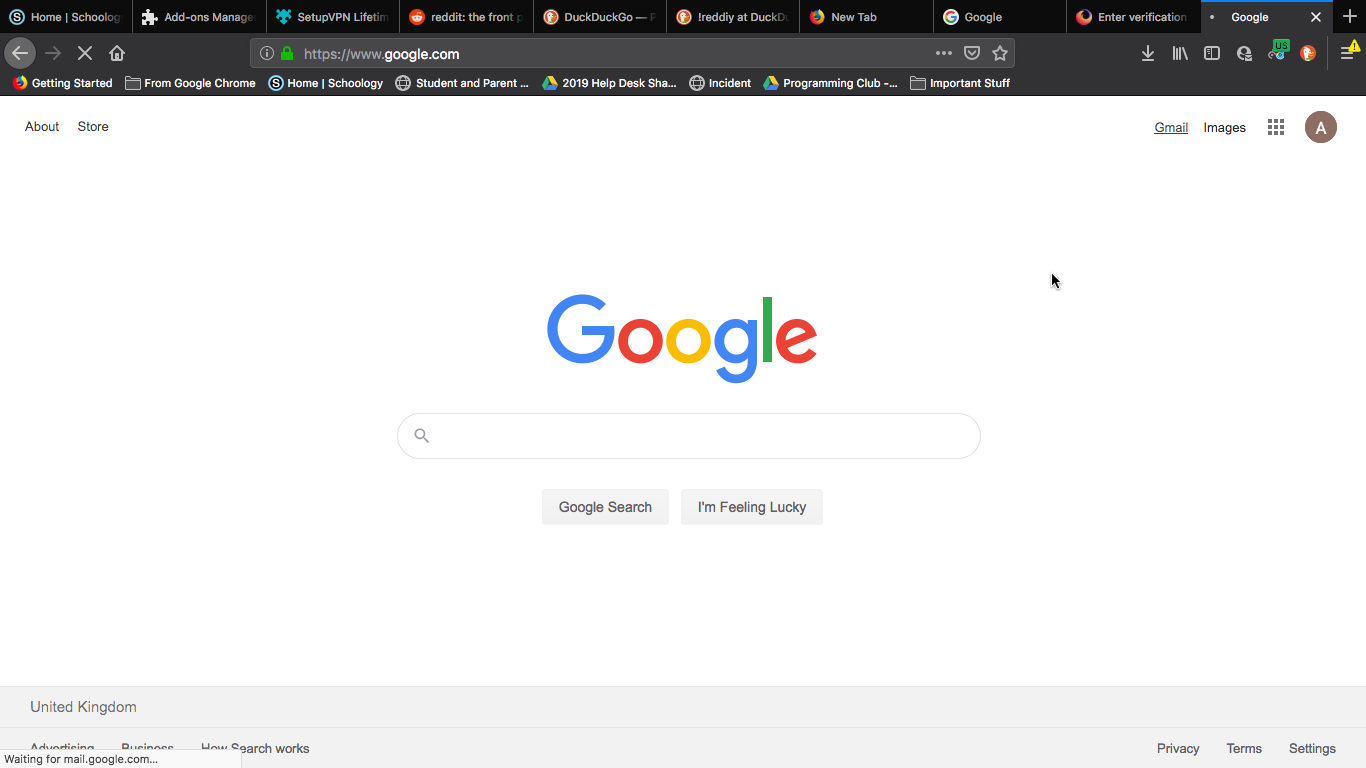 Home | Schoology
Add-ons Manage
SetupVPN Lifetim
reddit: the front p
DuckDuckGo — P
!reddiy at DuckDu
New Tab
Google
Enter verification
Google
https://www.google.com
US
Getting Started
From Google Chrome
Home | Schoology
Student and Parent ...
2019 Help Desk Sha...
Incident
Programming Club -...
Important Stuff
About
Store
Gmail
Images
A
Google
Google Search
I'm Feeling Lucky
United Kingdom
Advertising
Business
How Search works
Privacy
Terms
Settings
Waiting for mail.google.com...